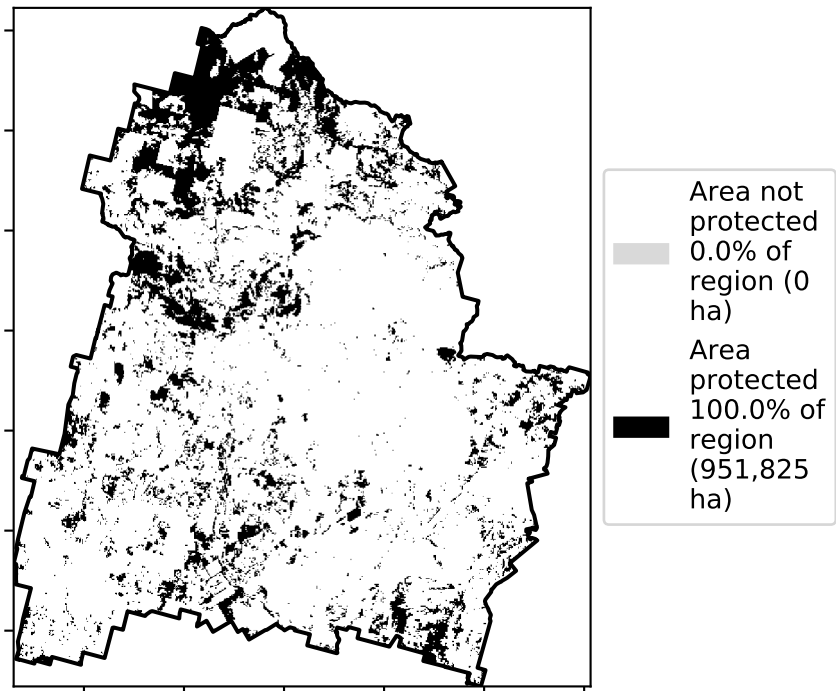 Area not
protected
0.0% of
region (0
ha)
Area
protected
100.0% of
region
(951,825
ha)